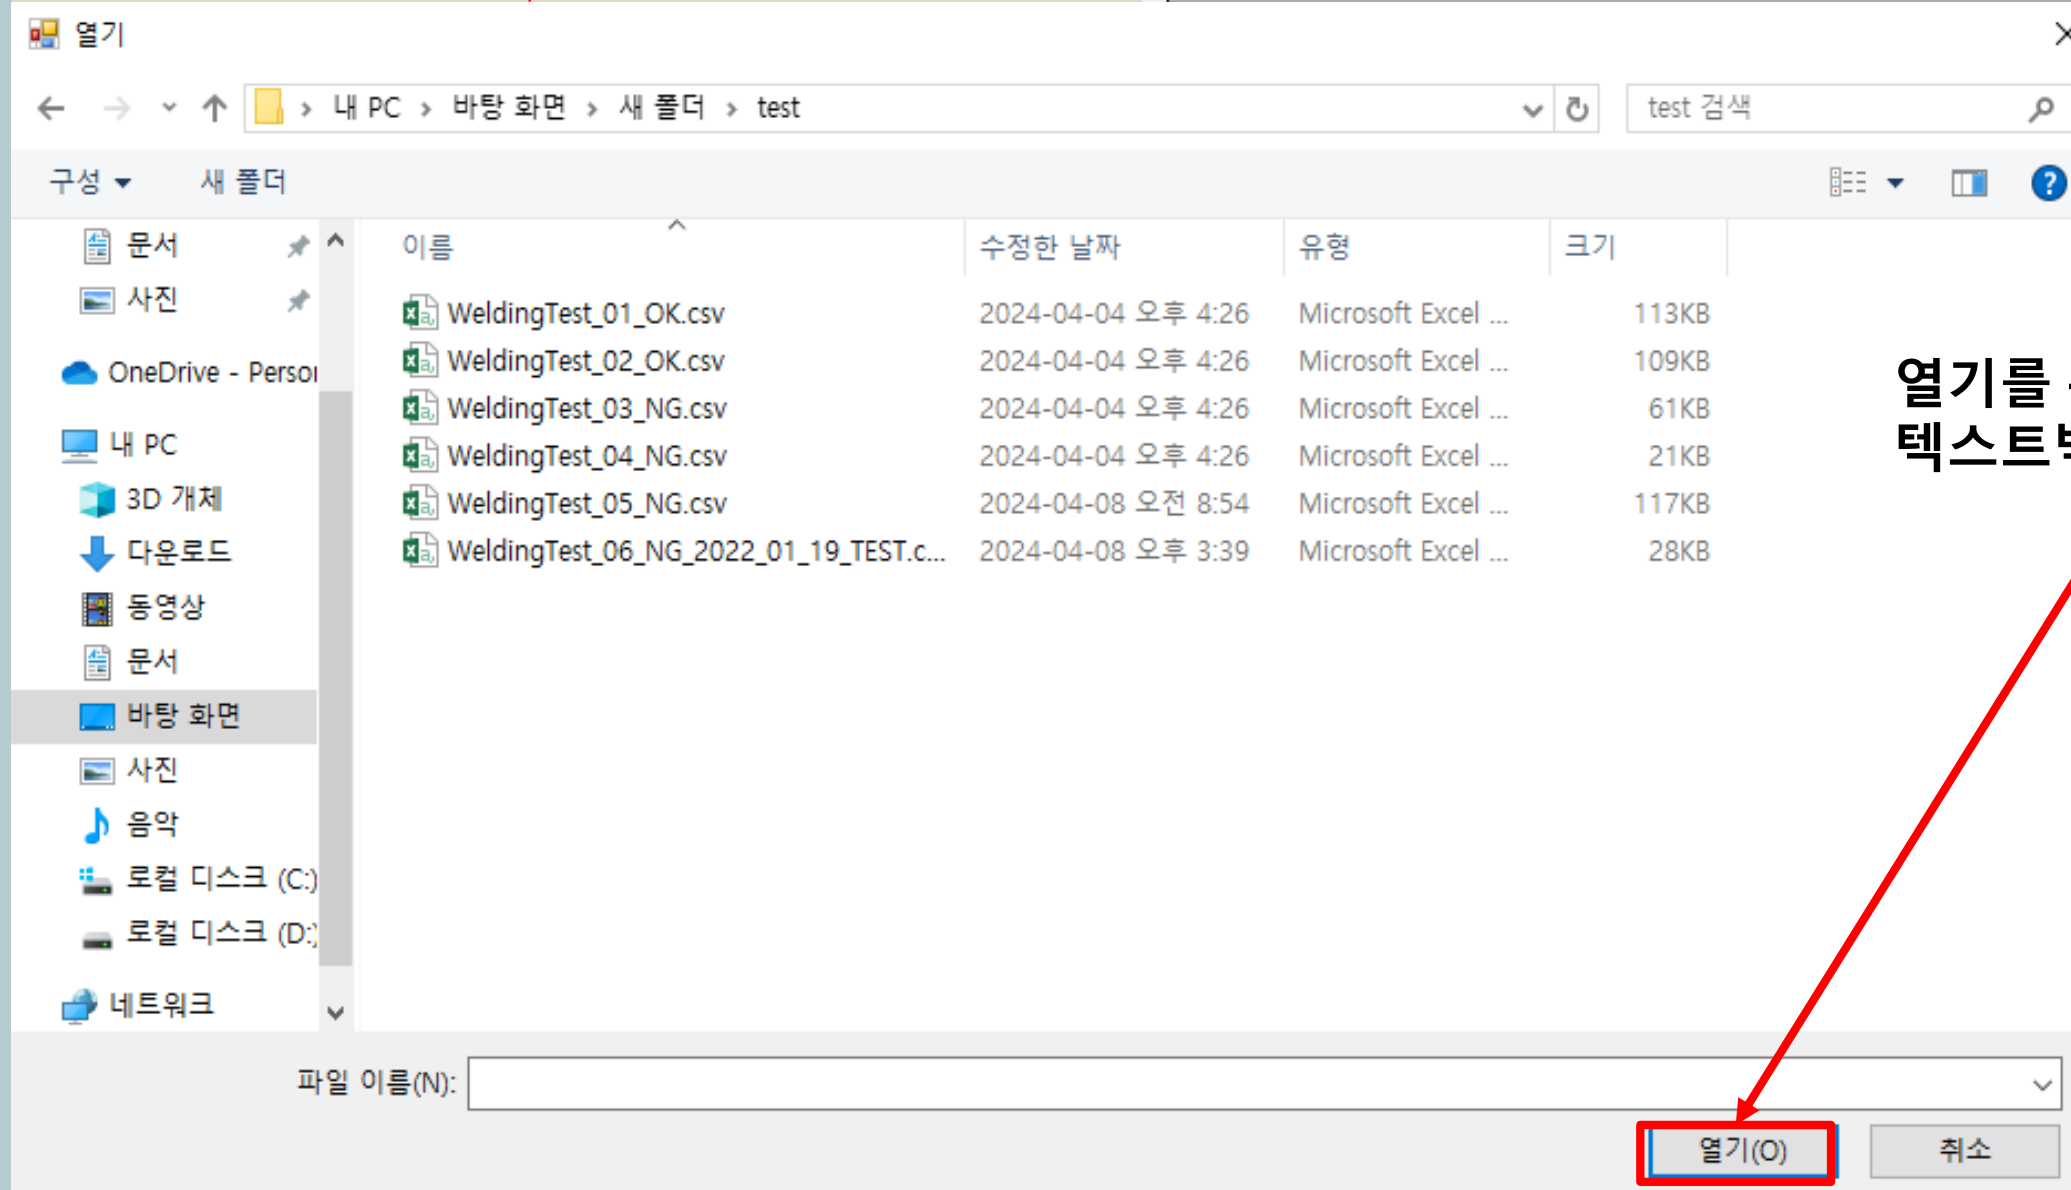 열기
내 PC > 바탕 화면 > 새 폴더 > test
test 검색
구성
새 폴더
이름 수정한 날짜 유형 크기
문서
사진
OneDrive - Person
내 PC
3D 개체
다운로드
동영상
문서
바탕 화면
사진
음악
로컬 디스크 (C:)
로컬 디스크 (D:)
네트워크
WeldingTest_01_OK.csv 2024-04-04 오후 4:26 Microsoft Excel ... 113KB
WeldingTest_02_OK.csv 2024-04-04 오후 4:26 Microsoft Excel ... 109KB
WeldingTest_03_NG.csv 2024-04-04 오후 4:26 Microsoft Excel ... 61KB
WeldingTest_04_NG.csv 2024-04-04 오후 4:26 Microsoft Excel ... 21KB
WeldingTest_05_NG.csv 2024-04-08 오전 8:54 Microsoft Excel ... 117KB
WeldingTest_06_NG_2022_01_19_TEST.c... 2024-04-08 오후 3:39 Microsoft Excel ... 28KB
열기를
파일 이름(N):
열기(O)
취소